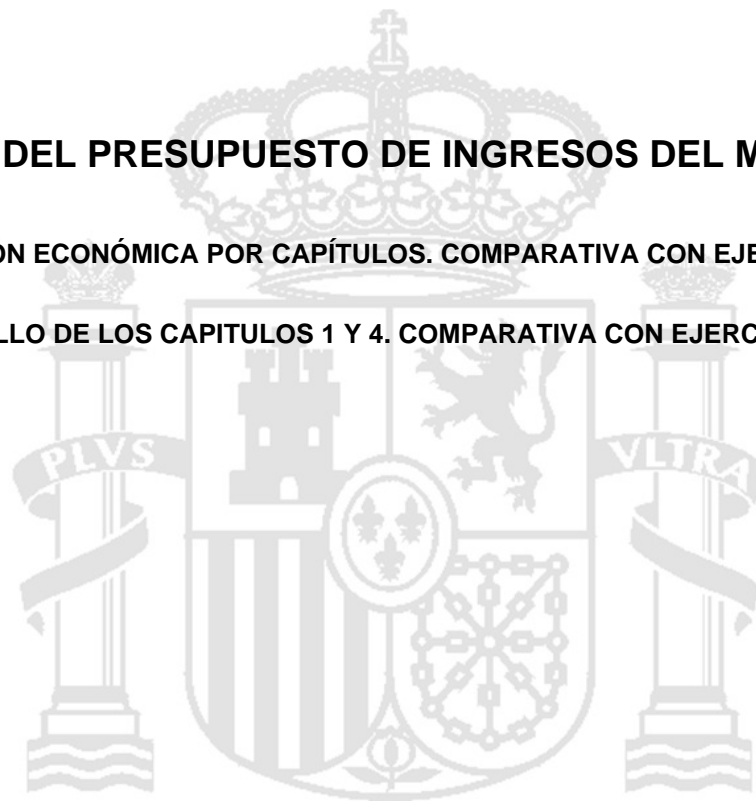 DEL PRESUPUESTO DE INGRESOS DEL M
ON ECONÓMICA POR CAPÍTULOS. COMPARATIVA CON EJE
LLO DE LOS CAPITULOS 1 Y 4. COMPARATIVA CON EJERC
PLVS
VLTRA